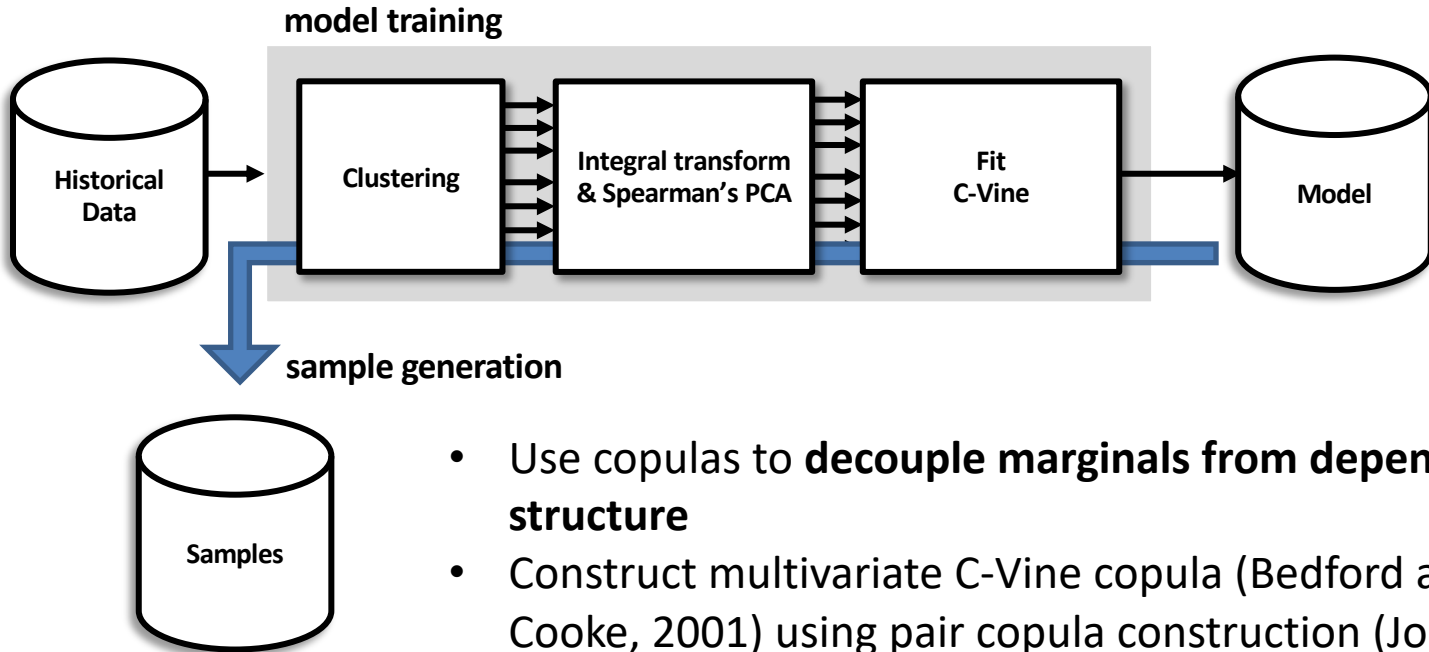 model training
Historical
Data
Clustering
Integral transform
& Spearman's PCA
Fit
C-Vine
Model
sample generation
Samples
• Use copulas to decouple marginals from depen
structure
• Construct multivariate C-Vine copula (Bedford a
Cooke, 2001) using pair copula construction (Jo